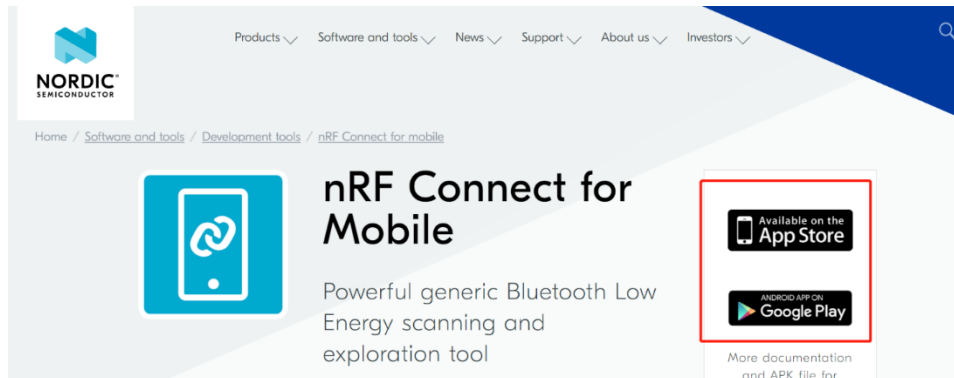 Products Software and tools News Support About us Investors
NORDIC™
SEMICONDUCTOR
Home / Software and tools / Development tools / nRF Connect for mobile
nRF Connect for
Mobile
Powerful generic Bluetooth Low
Energy scanning and
exploration tool
Available on the
App Store
ANDROID APP ON
Google Play
More documentation
and APK file for